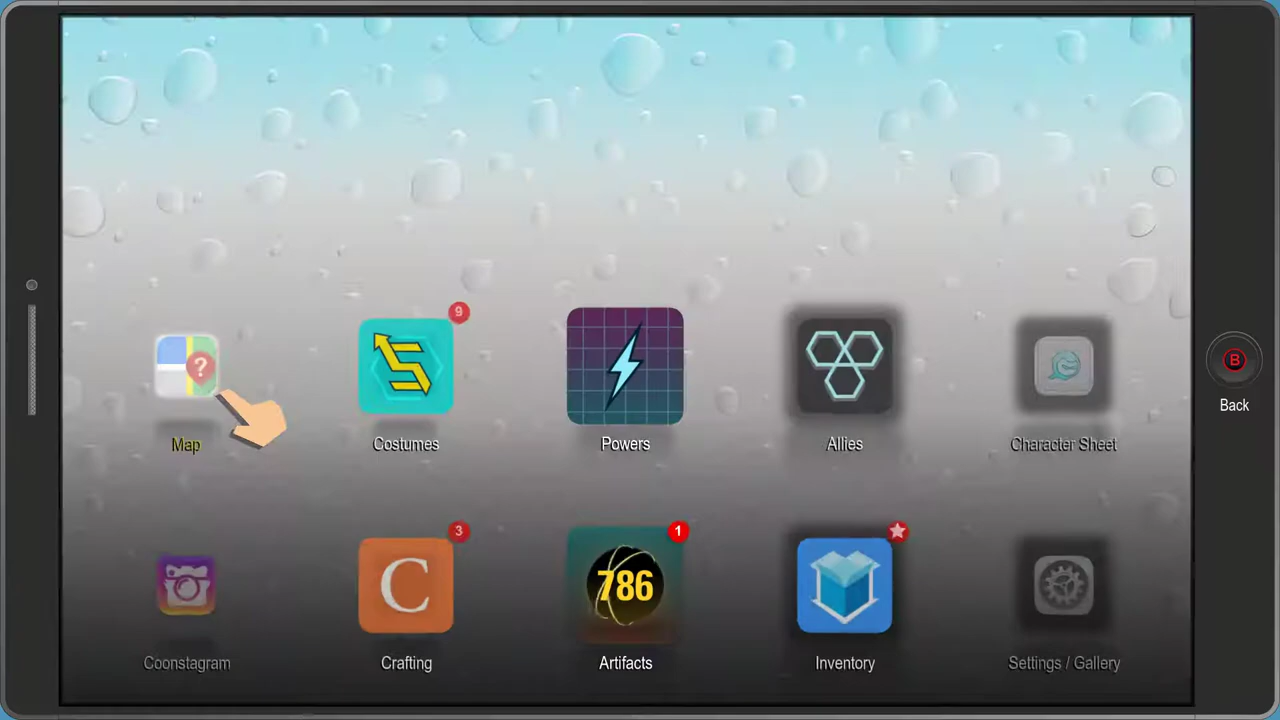 9
?
B
Back
Map
Costumes
Powers
Allies
Character Sheet
3
1
C
786
Coonstagram
Crafting
Artifacts
Inventory
Settings / Gallery